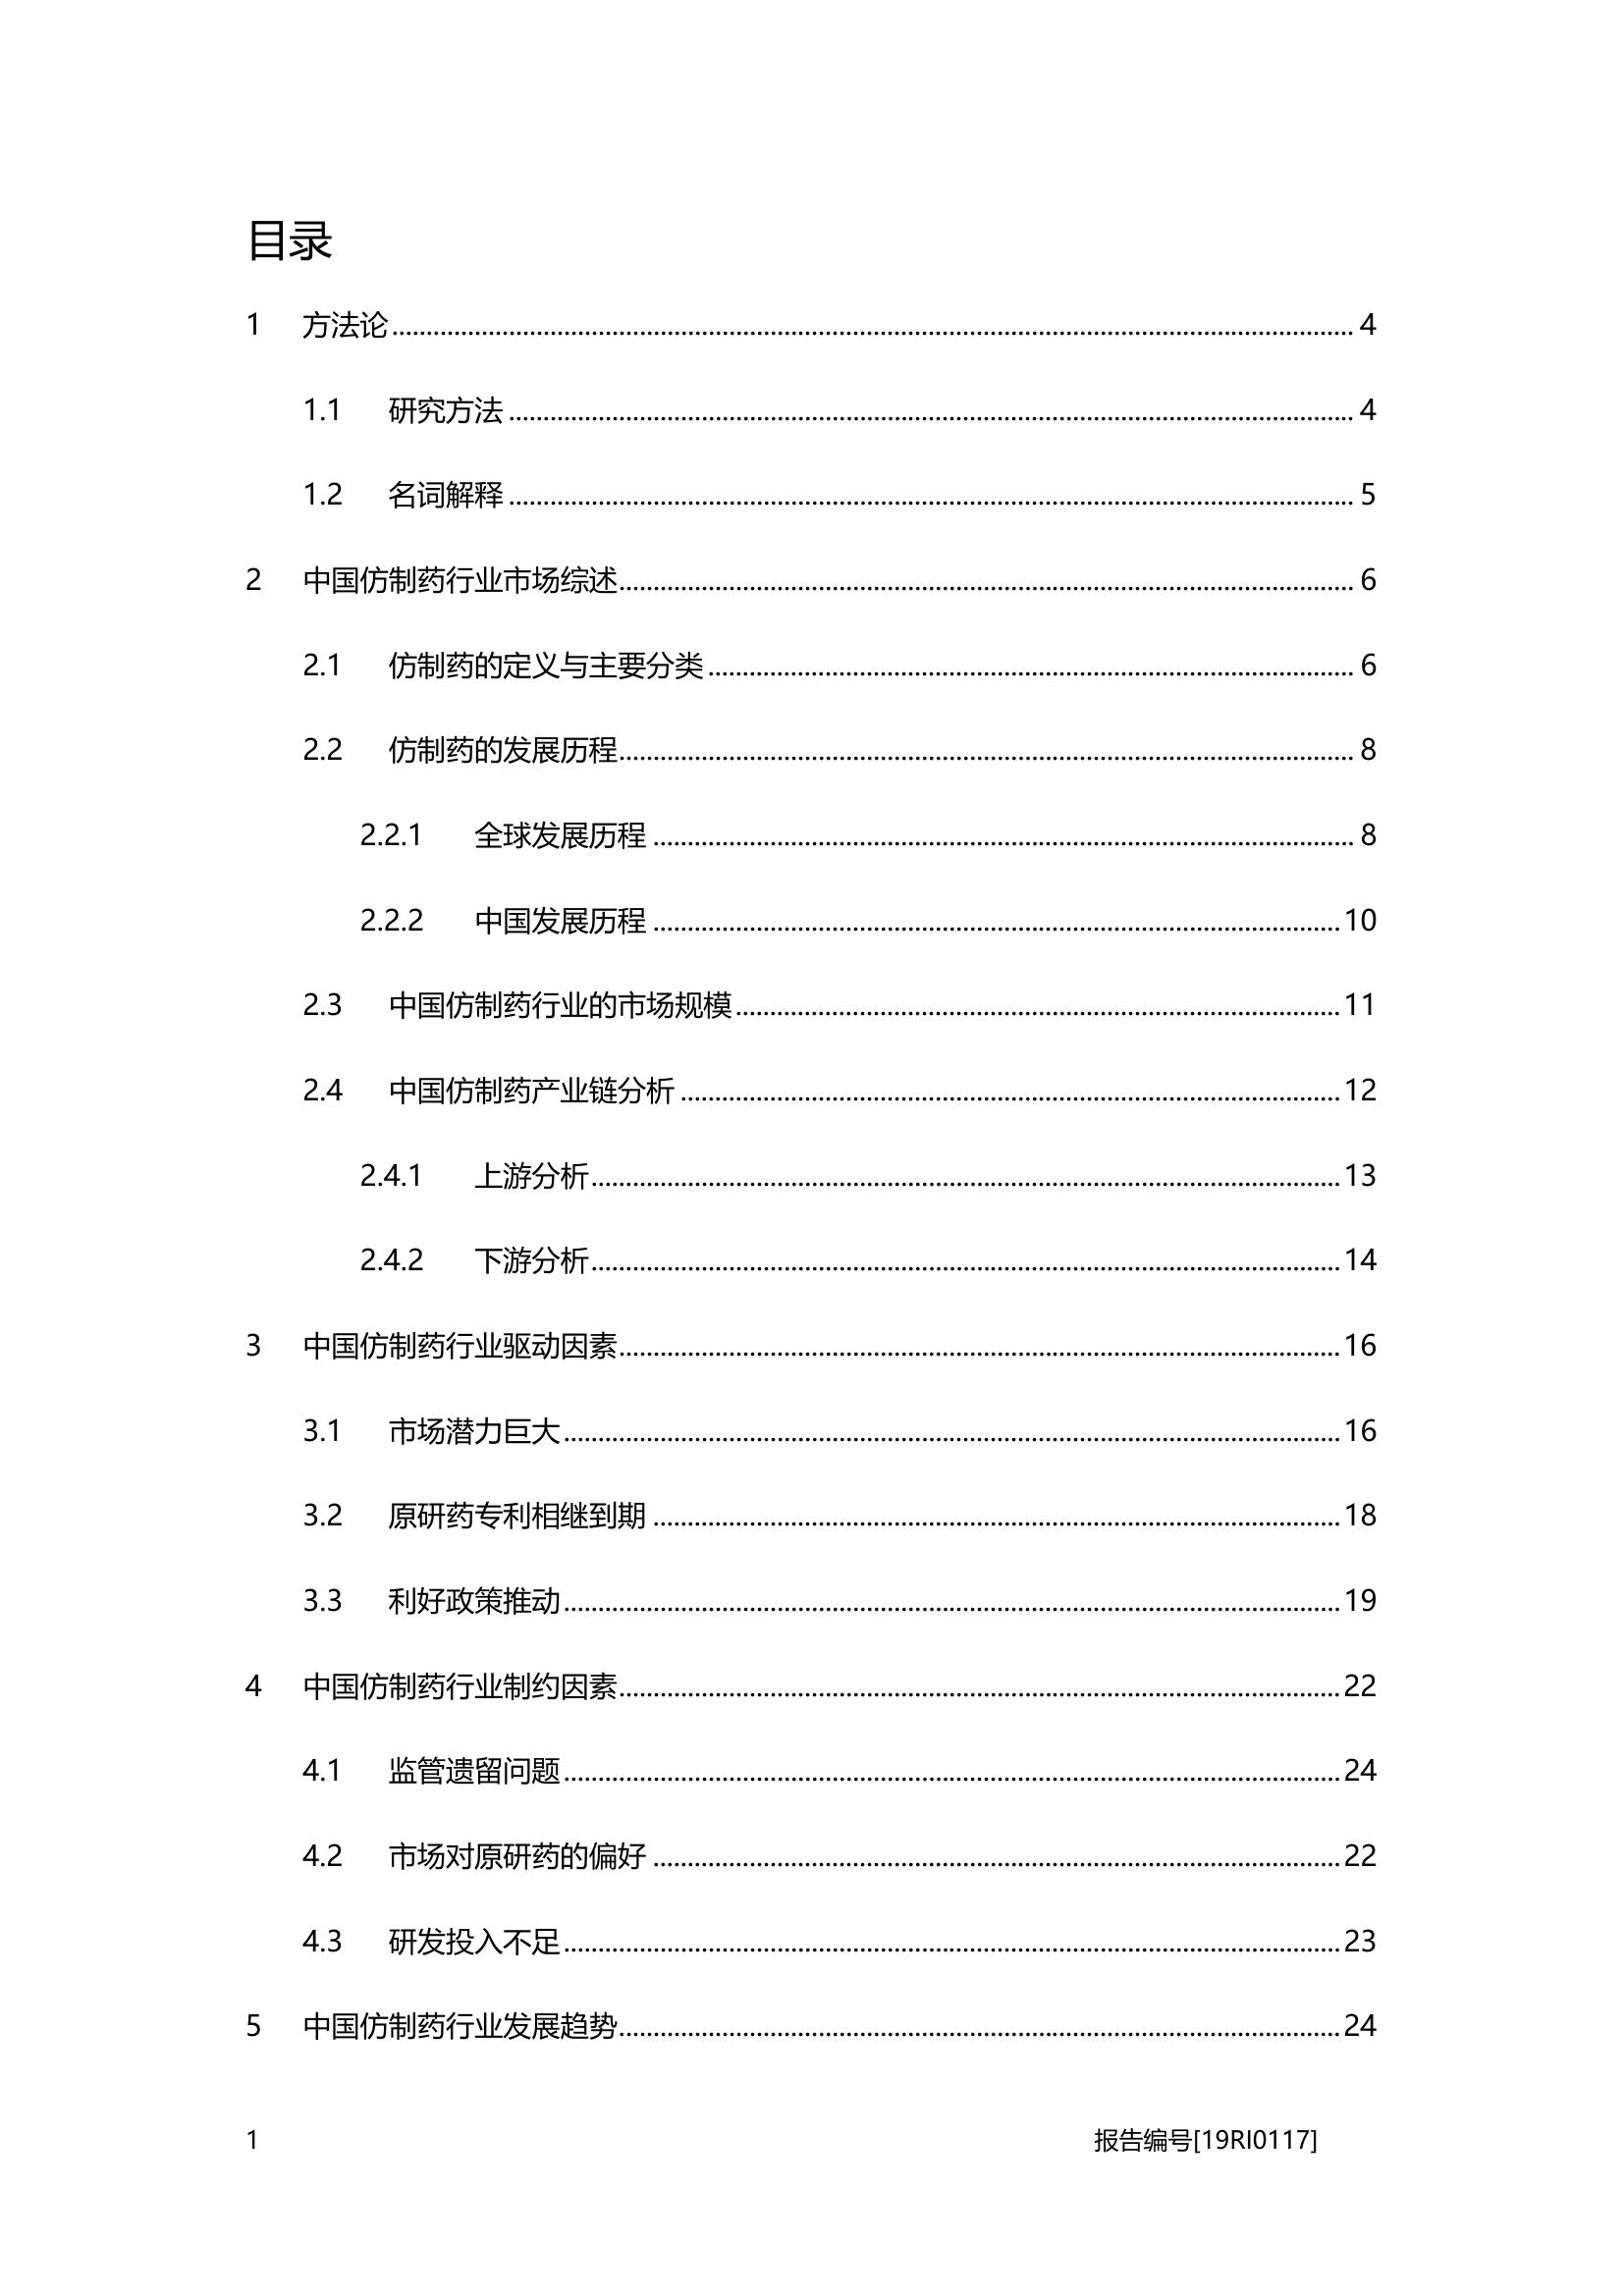 目录
1 方法论 4
1.1 研究方法 4
1.2 名词解释 5
2 中国仿制药行业市场综述 6
2.1 仿制药的定义与主要分类 6
2.2 仿制药的发展历程 8
2.2.1 全球发展历程 8
2.2.2 中国发展历程 10
2.3 中国仿制药行业的市场规模 11
2.4 中国仿制药产业链分析 12
2.4.1 上游分析 13
2.4.2 下游分析 14
3 中国仿制药行业驱动因素 16
3.1 市场潜力巨大 16
3.2 原研药专利相继到期 18
3.3 利好政策推动 19
4 中国仿制药行业制约因素 22
4.1 监管遗留问题 24
4.2 市场对原研药的偏好 22
4.3 研发投入不足 23
5 中国仿制药行业发展趋势 24
1 报告编号[19RI0117]